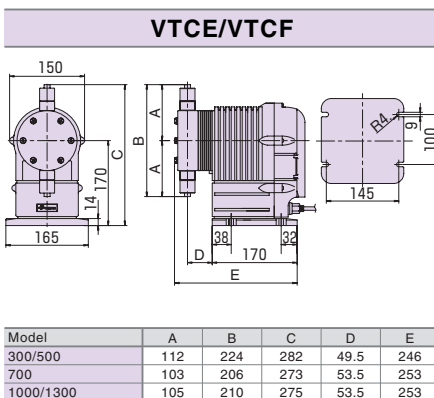 VTCE/VTCF
150
A
A
B
C
170
14
165
38
32
D
170
E
R4
9
100
145
Model A B C D E
300/500 112 224 282 49.5 246
700 103 206 273 53.5 253
1000/1300 105 210 275 53.5 253